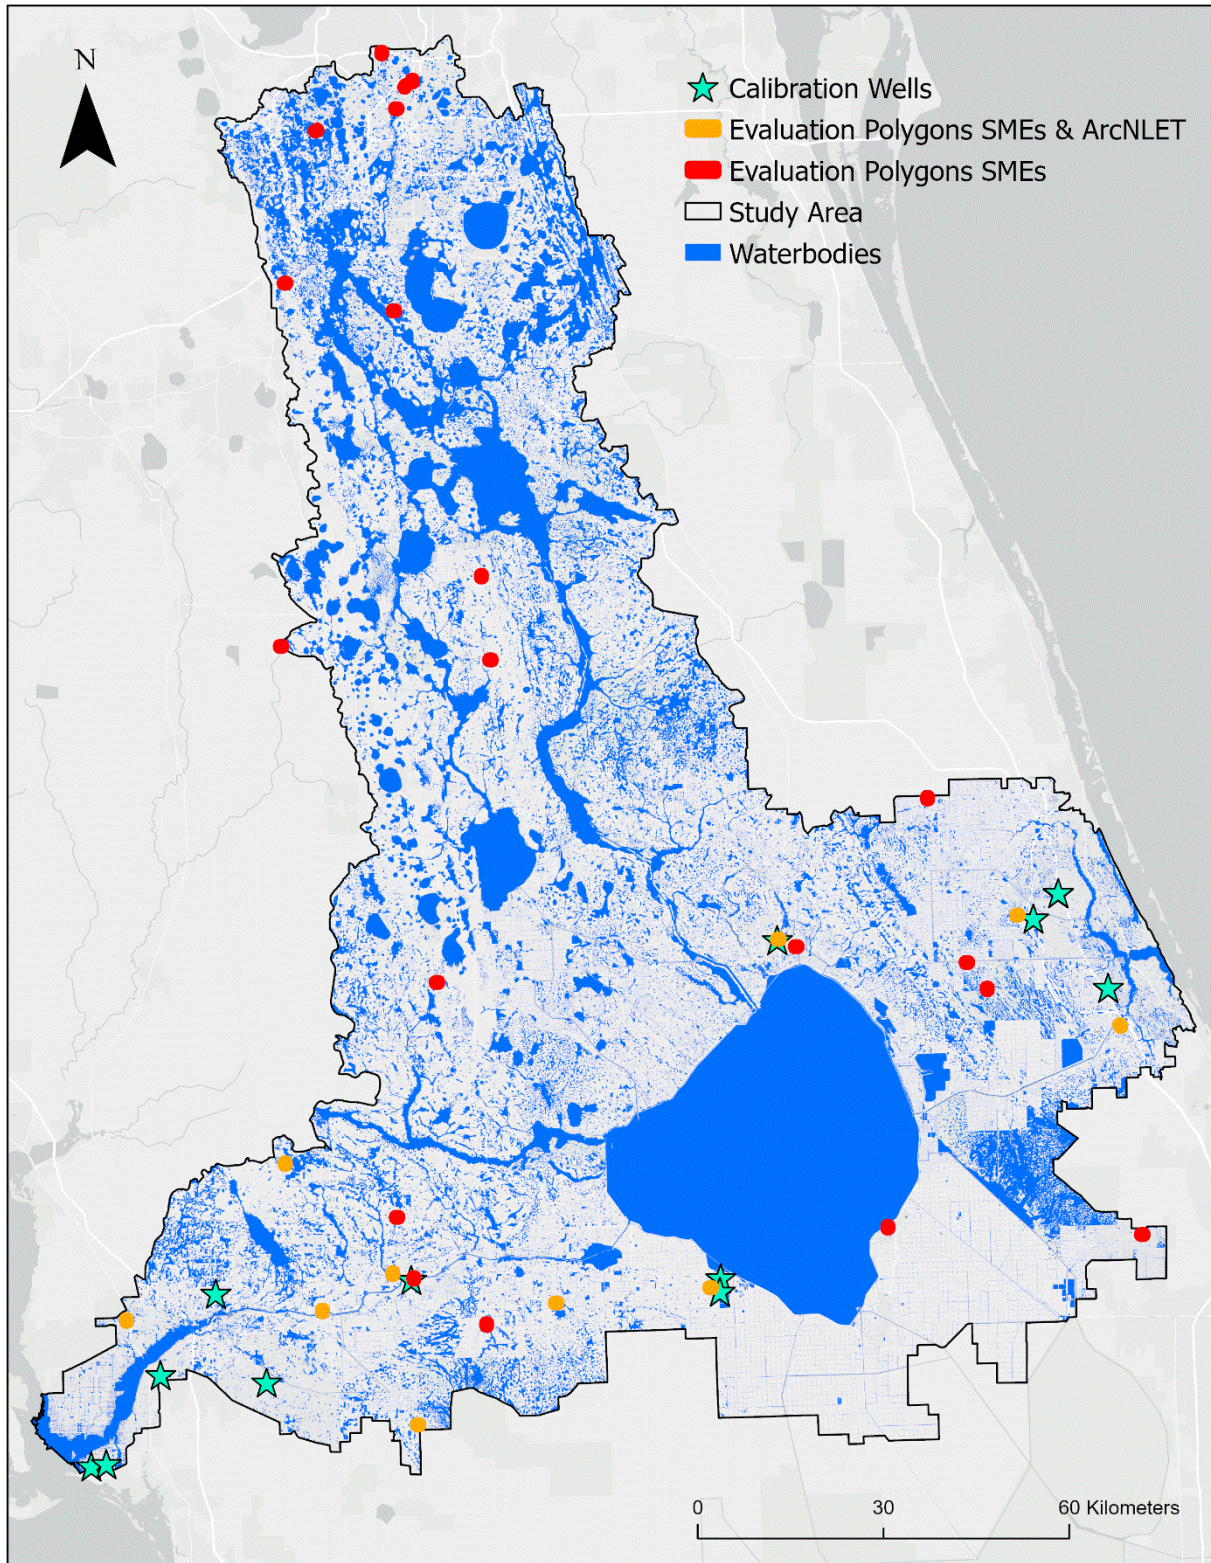 N
Calibration Wells
Evaluation Polygons SMEs & ArcNLET
Evaluation Polygons SMEs
Study Area
Waterbodies
0 30 60 Kilometers